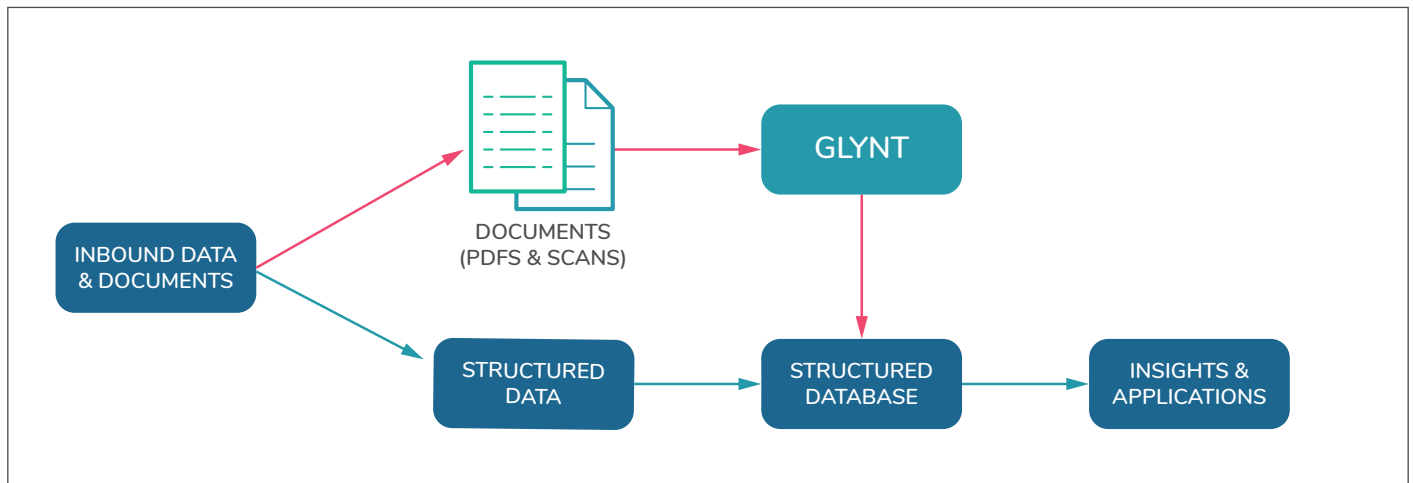 GLYNT
DOCUMENTS
(PDFS & SCANS)
INBOUND DATA
& DOCUMENTS
STRUCTURED
DATA
STRUCTURED
DATABASE
INSIGHTS &
APPLICATIONS